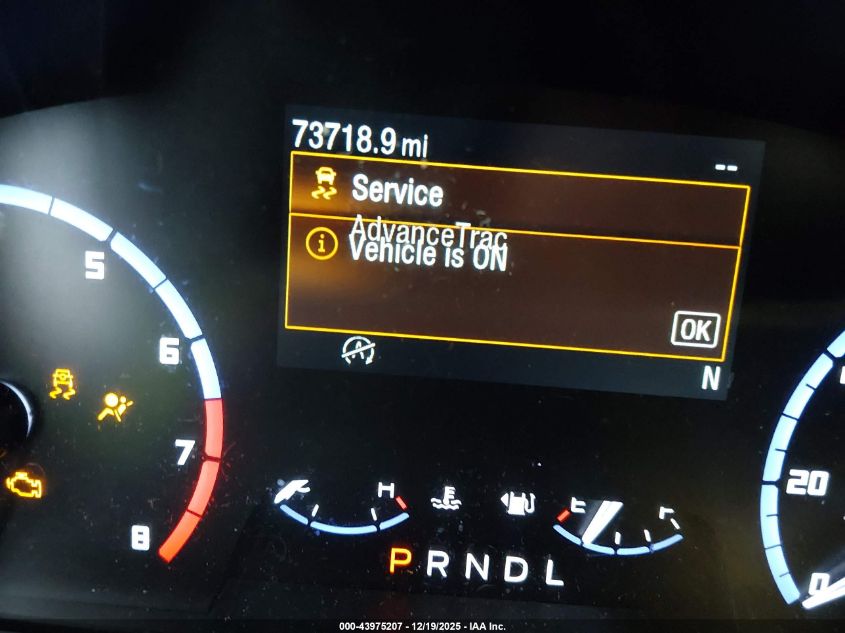 73718.9 mi
--
Service
AdvanceTrac
Vehicle is ON
OK
N
5
6
7
8
H
P R N D L
20
0
000-43975207 - 12/19/2025 - IAA Inc.